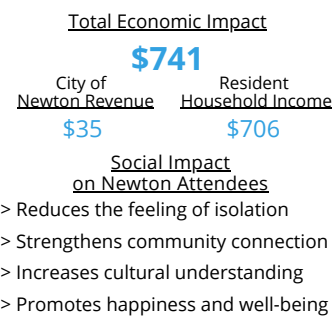 Total Economic Impact
$741
City of
Newton Revenue
$35
Resident
Household Income
$706
Social Impact
on Newton Attendees
> Reduces the feeling of isolation
> Strengthens community connection
> Increases cultural understanding
> Promotes happiness and well-being